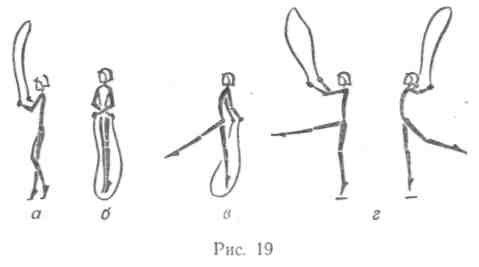 а б в г
Рис. 19